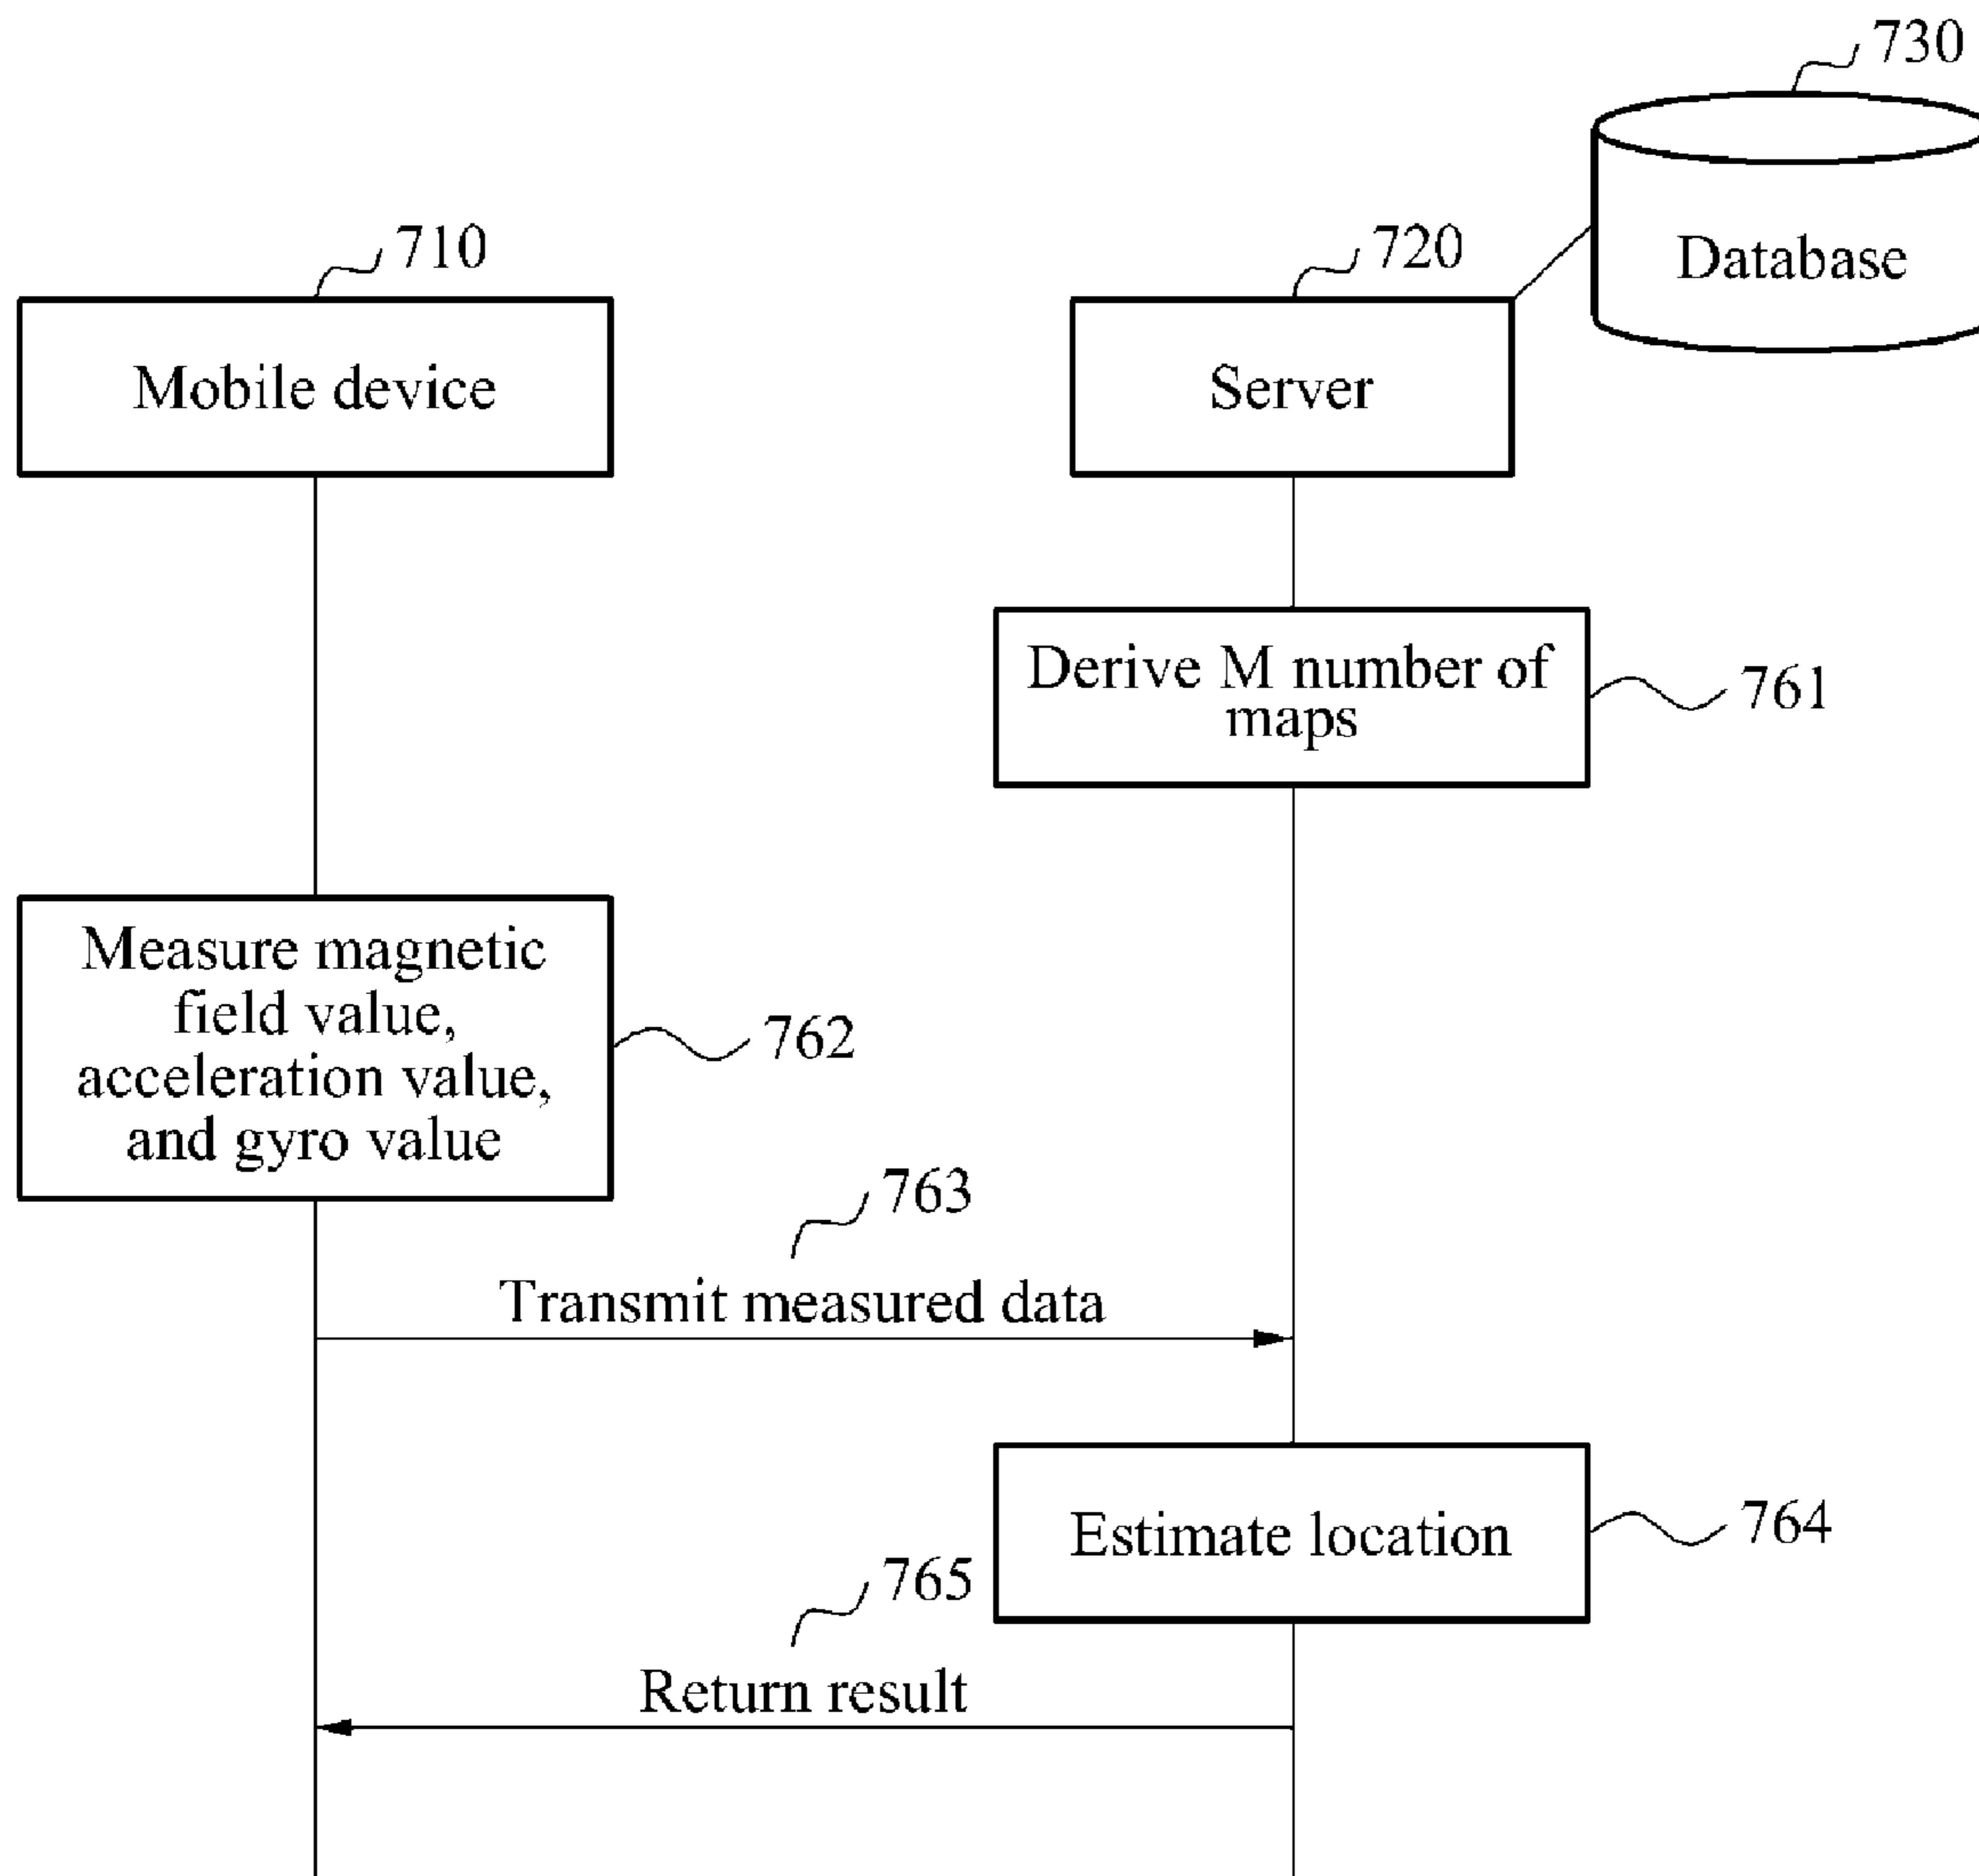 730
Database
710
720
Mobile device
Server
Derive M number of
maps
761
Measure magnetic
field value,
acceleration value,
and gyro value
762
763
Transmit measured data
Estimate location
764
765
Return result